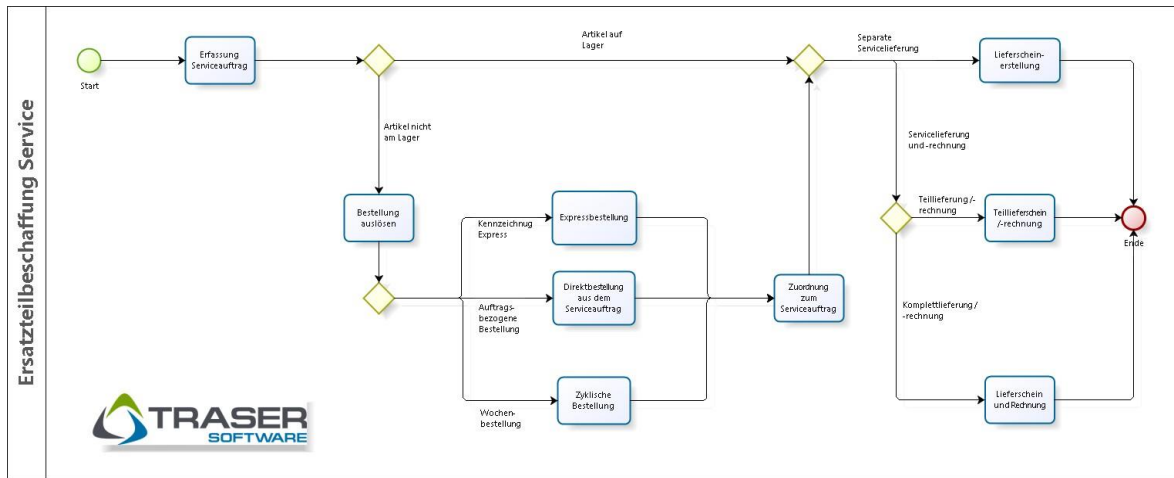 Ersatzteilbeschaffung Service
Start
Erfassung
Serviceauftrag
Artikel auf
Lager
Artikel nicht
am Lager
Bestellung
auslösen
Kennzeichnug
Express
Expressbestellung
Auftrags-
bezogene
Bestellung
Direktbestellung
aus dem
Serviceauftrag
Wochen-
bestellung
Zyklische
Bestellung
Zuordnung
zum
Serviceauftrag
Separate
Servicelieferung
Lieferschein-
erstellung
Servicelieferung
und -rechnung
Teillieferung /-
rechnung
Teillieferschein
/-rechnung
Ende
Komplettlieferung /
-rechnung
Lieferschein
und Rechnung
TRASER
SOFTWARE